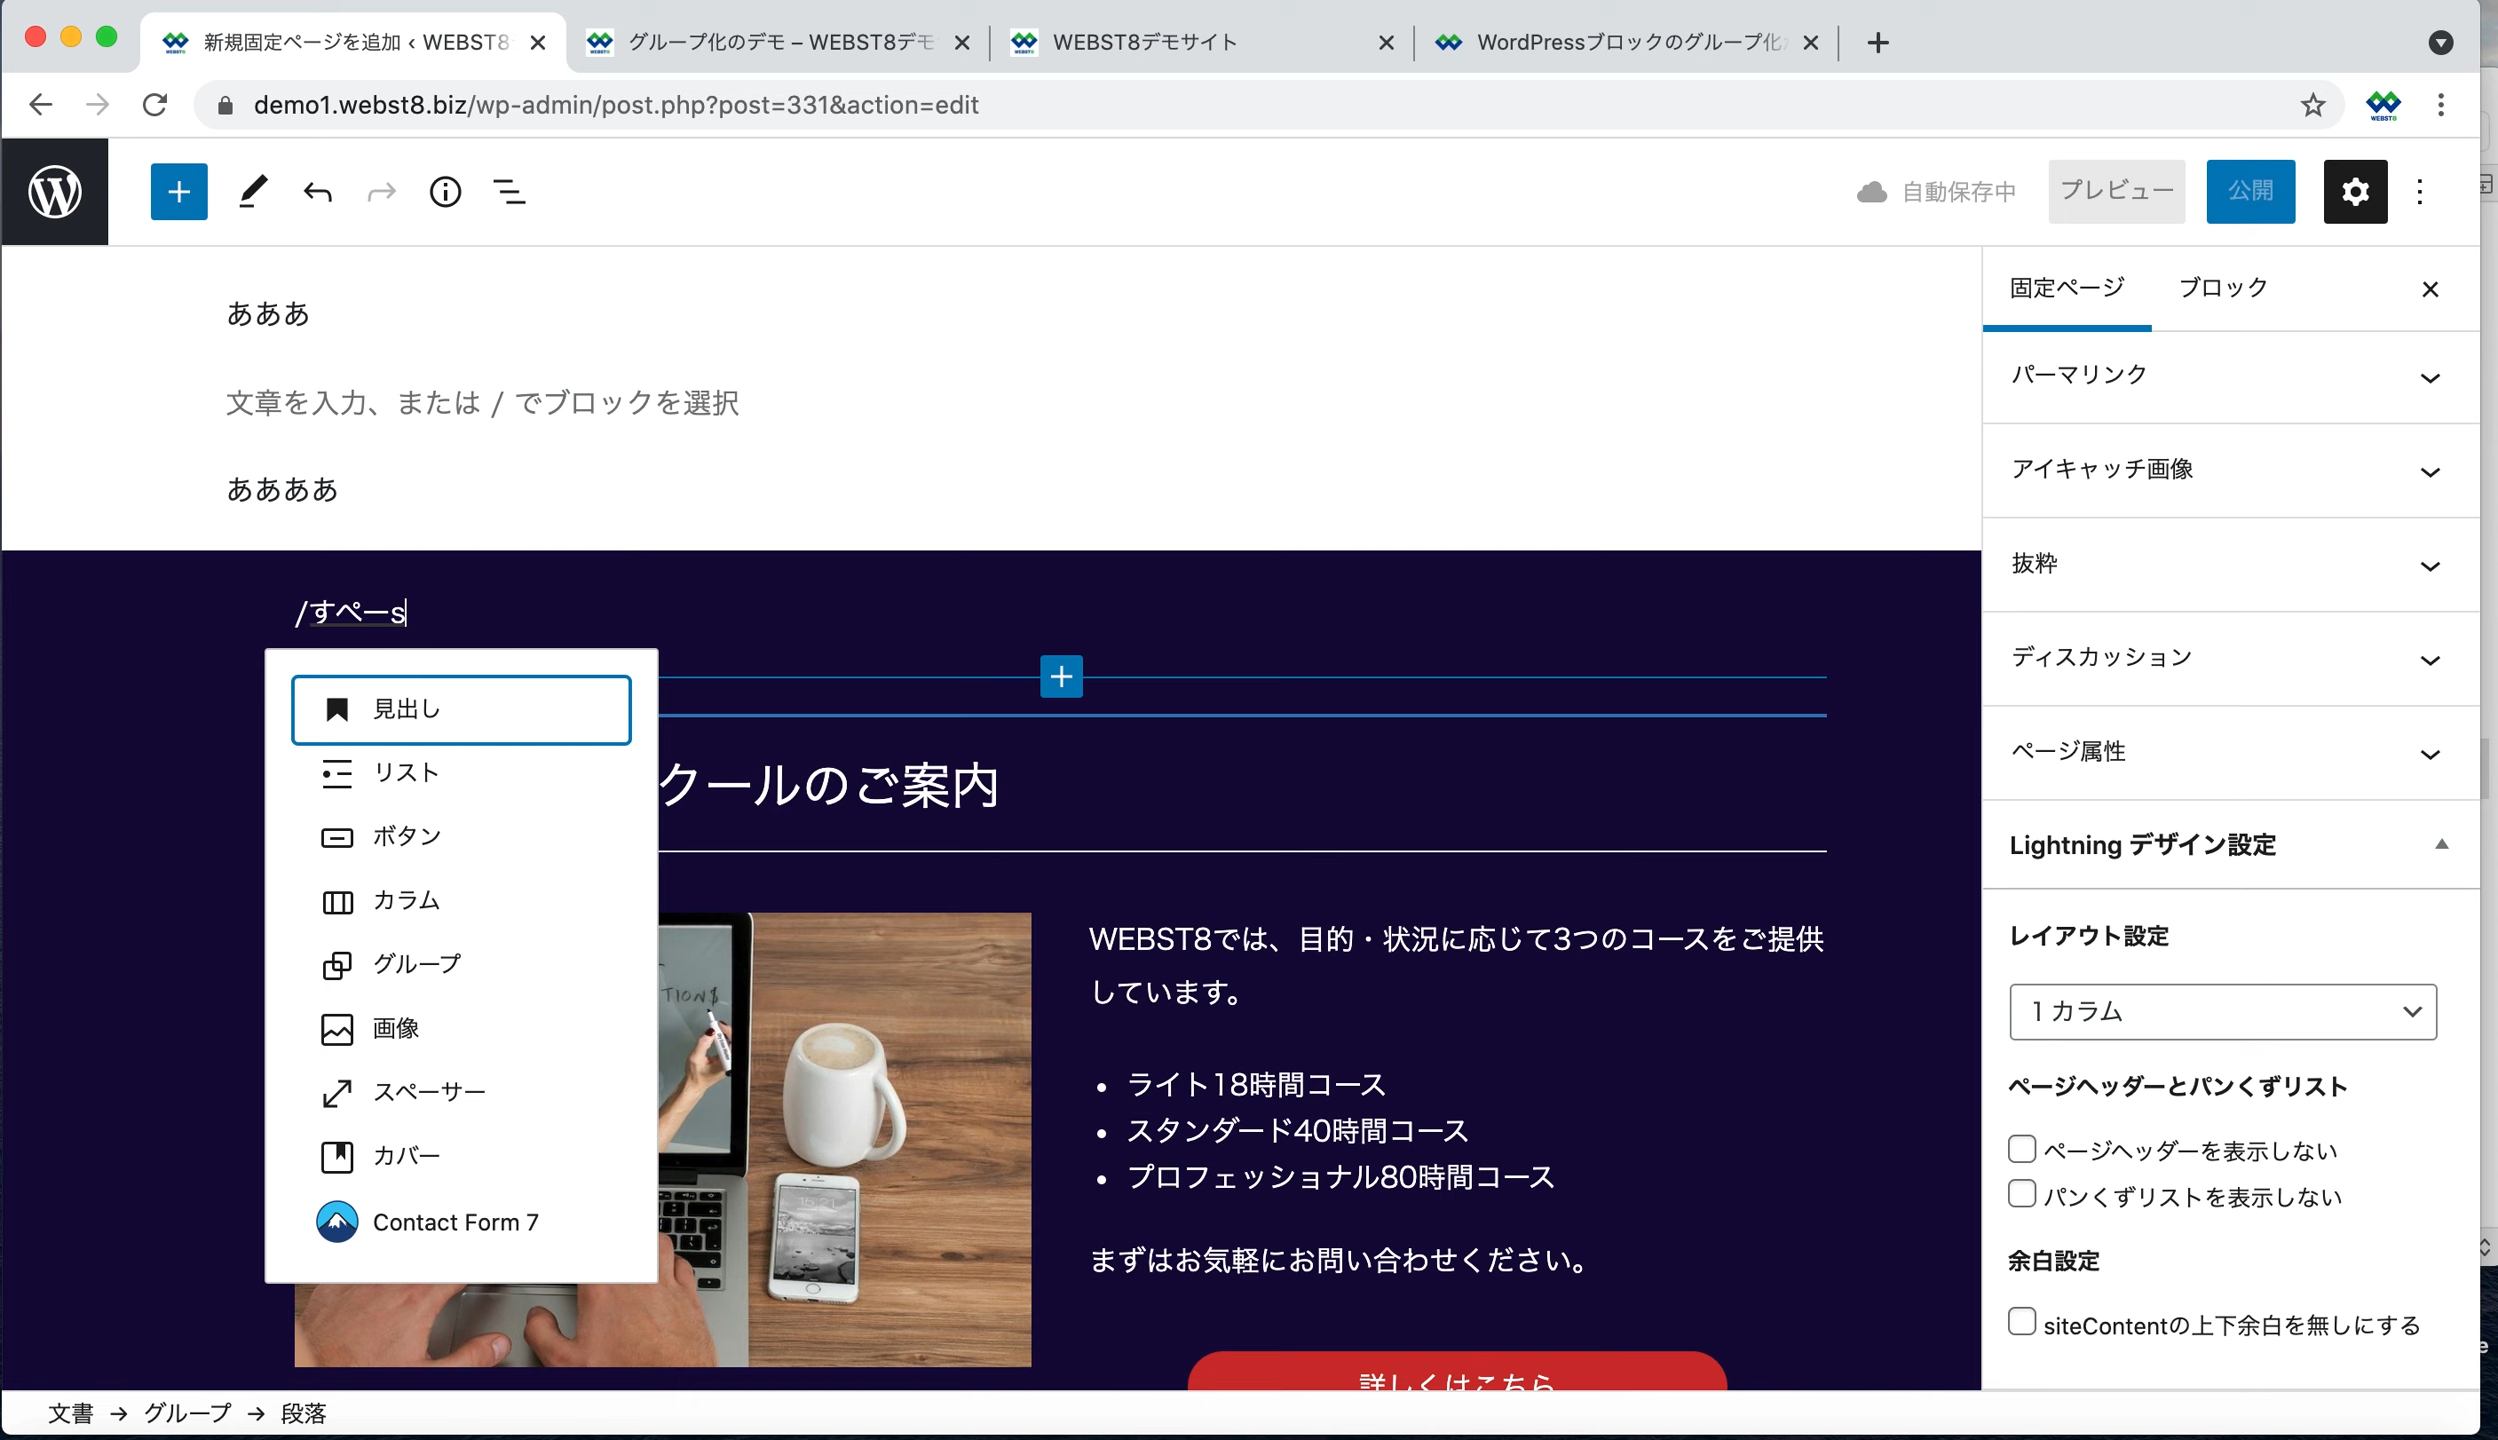 新規固定ページを追加 ‹ WEBST8
グループ化のデモ – WEBST8デモ
WEBST8デモサイト
WordPressブロックのグループ化
demo1.webst8.biz/wp-admin/post.php?post=331&action=edit
自動保存中
プレビュー
公開
あああ
文章を入力、または / でブロックを選択
ああああ
/すぺーs
見出し
リスト
ボタン
カラム
グループ
画像
スペーサー
カバー
Contact Form 7
クールのご案内
WEBST8では、目的・状況に応じて3つのコースをご提供
しています。
• ライト18時間コース
• スタンダード40時間コース
• プロフェッショナル80時間コース
まずはお気軽にお問い合わせください。
詳しくはこちら
固定ページ
ブロック
パーマリンク
アイキャッチ画像
抜粋
ディスカッション
ページ属性
Lightning デザイン設定
レイアウト設定
1 カラム
ページヘッダーとパンくずリスト
ページヘッダーを表示しない
パンくずリストを表示しない
余白設定
siteContentの上下余白を無しにする
文書 → グループ → 段落